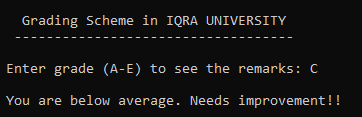 Grading Scheme in IQRA UNIVERSITY
-----------------------------------
Enter grade (A-E) to see the remarks: C
You are below average. Needs improvement!!